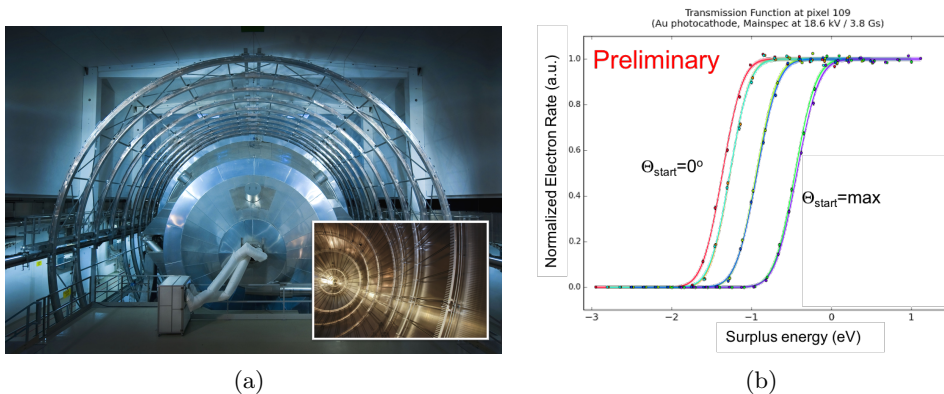 Transmission Function at pixel 109
(Au photocathode, Mainspec at 18.6 kV / 3.8 Gs)
Preliminary
Normalized Electron Rate (a.u.)
1.0
0.8
0.6
0.4
0.2
0.0
Θstart=0°
Θstart=max
−3
−2
−1
0
1
Surplus energy (eV)
(a)
(b)